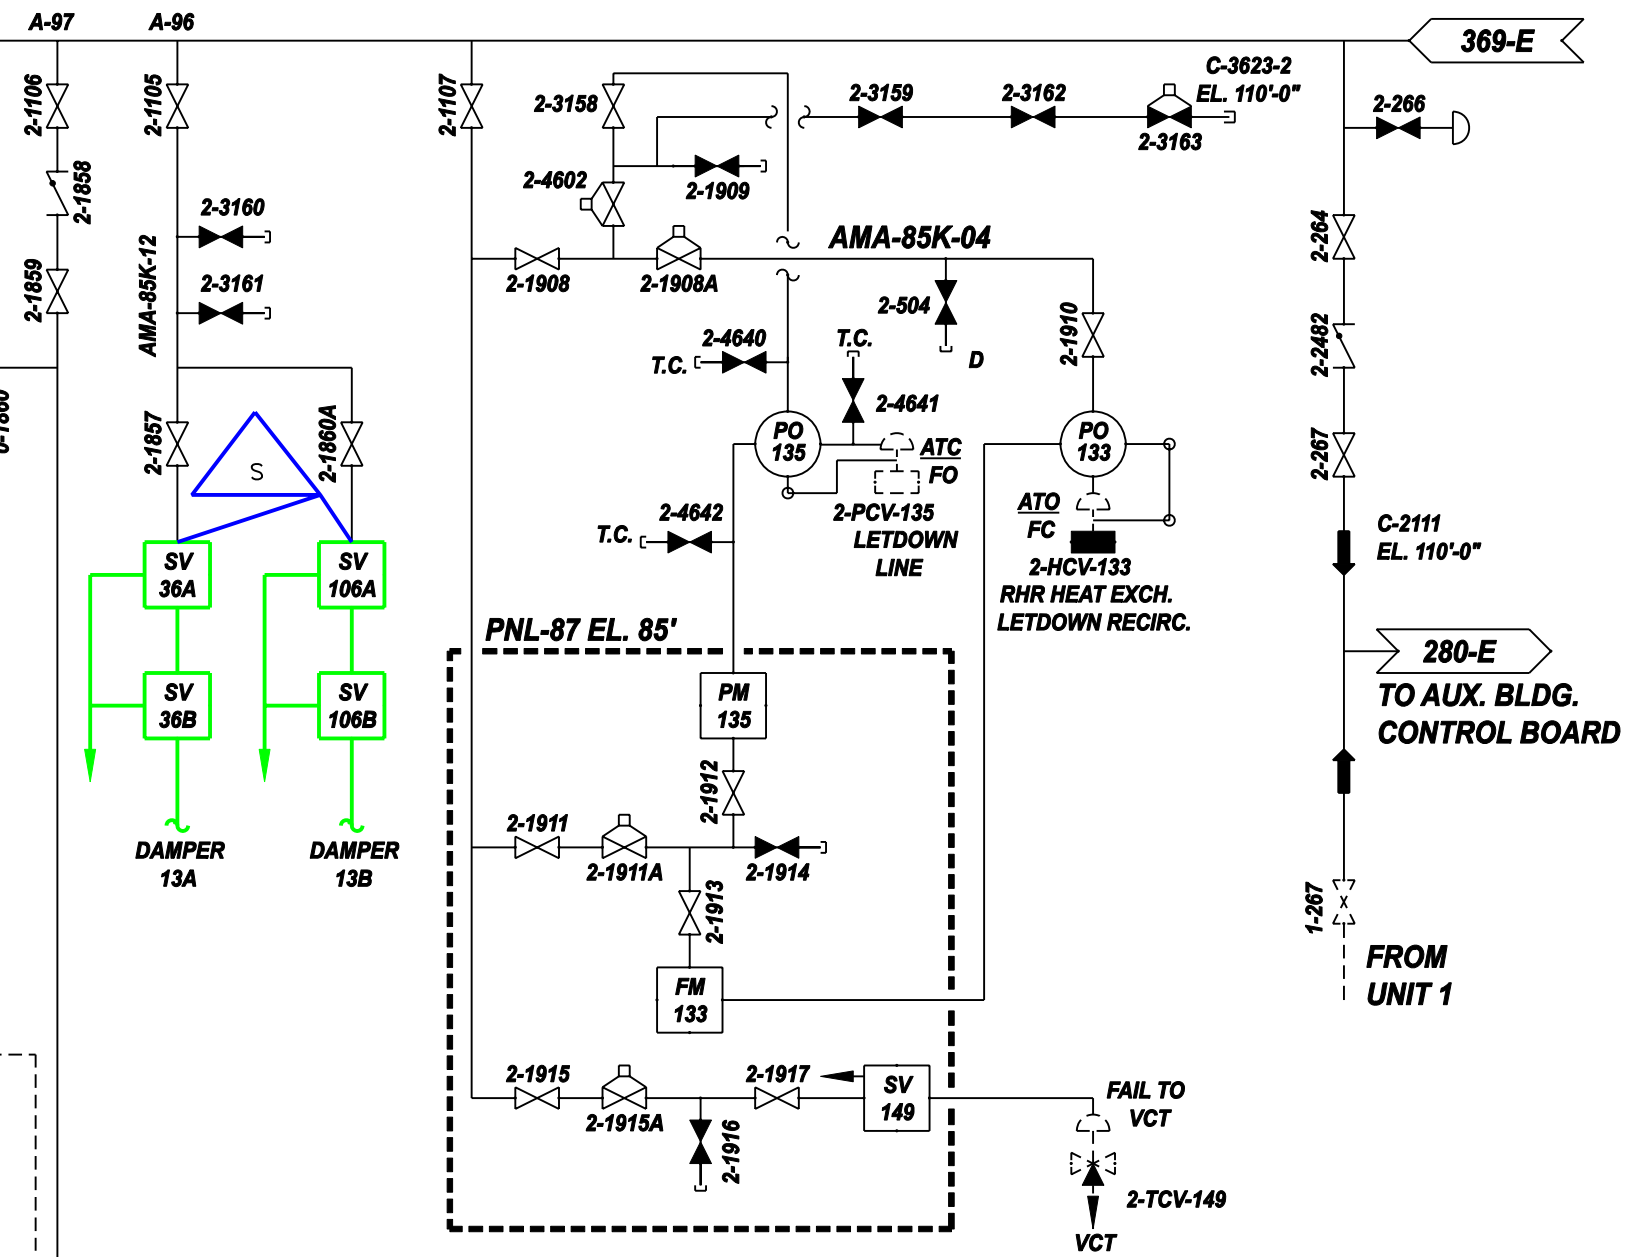 A-97
A-96
369-E
2-1106
2-1105
2-1107
2-3158
2-3159
2-3162
C-3623-2
EL. 110'-0"
2-3163
2-266
2-1858
2-4602
2-1909
2-3160
2-3161
2-1859
AMA-85K-12
2-1908
2-1908A
AMA-85K-04
2-264
2-504
D
2-1910
2-2482
2-4640
T.C.
T.C.
2-4641
2-1857
S
2-1860A
PO
135
ATC
FO
PO
133
2-267
2-4642
T.C.
2-PCV-135
LETDOWN
LINE
ATO
FC
2-HCV-133
RHR HEAT EXCH.
LETDOWN RECIRC.
C-2111
EL. 110'-0"
SV
36A
SV
106A
PNL-87 EL. 85'
280-E
TO AUX. BLDG.
CONTROL BOARD
SV
36B
SV
106B
PM
135
2-1912
2-1911
2-1911A
2-1914
DAMPER
13A
DAMPER
13B
2-1913
1-267
FROM
UNIT 1
FM
133
2-1915
2-1915A
2-1917
2-1916
SV
149
FAIL TO
VCT
2-TCV-149
VCT